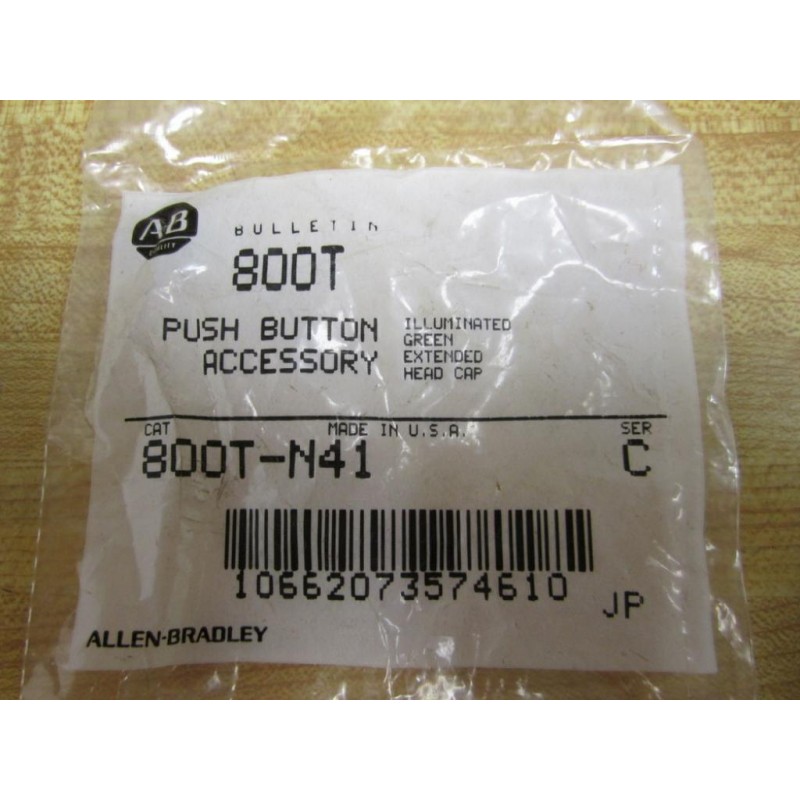 A-B
QUALITY
BULLETIN
800T
PUSH BUTTON
ACCESSORY
ILLUMINATED
GREEN
EXTENDED
HEAD CAP
CAT
MADE IN U.S.A.
SER
800T-N41
C
10662073574610
JP
ALLEN-BRADLEY